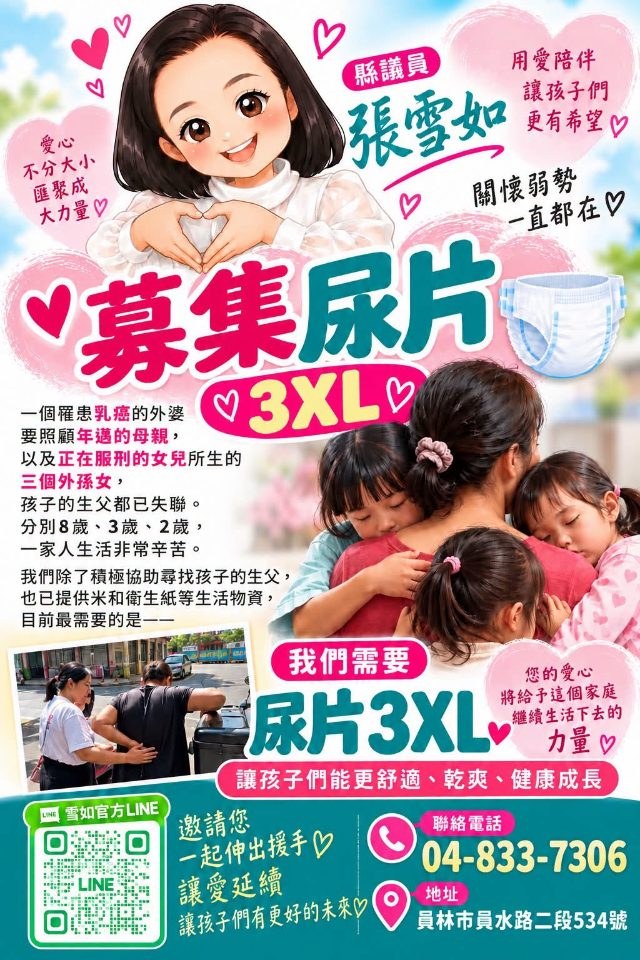 縣議員
張雪如
用愛陪伴
讓孩子們
更有希望
愛心
不分大小
匯聚成
大力量
關懷弱勢
一直都在
募集尿片
3XL
一個罹患乳癌的外婆
要照顧年邁的母親，
以及正在服刑的女兒所生的
三個外孫女，
孩子的生父都已失聯。
分別8歲、3歲、2歲，
一家人生活非常辛苦。
我們除了積極協助尋找孩子的生父，
也已提供米和衛生紙等生活物資，
目前最需要的是——
我們需要
尿片3XL
您的愛心
將給予這個家庭
繼續生活下去的
力量
讓孩子們能更舒適、乾爽、健康成長
LINE 雪如官方LINE
LINE
邀請您
一起伸出援手
讓愛延續
讓孩子們有更好的未來
聯絡電話
04-833-7306
地址
員林市員水路二段534號